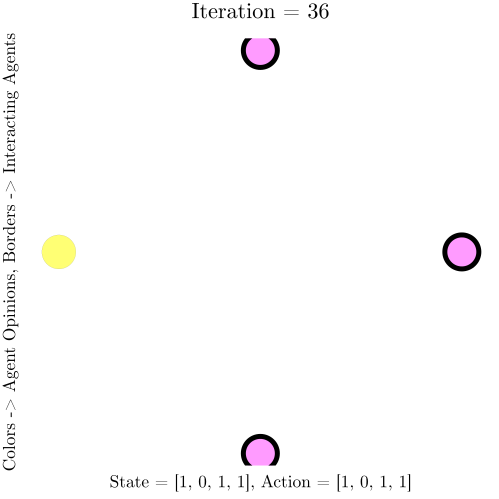 Iteration = 36
Colors -> Agent Opinions, Borders -> Interacting Agents
State = [1, 0, 1, 1], Action = [1, 0, 1, 1]